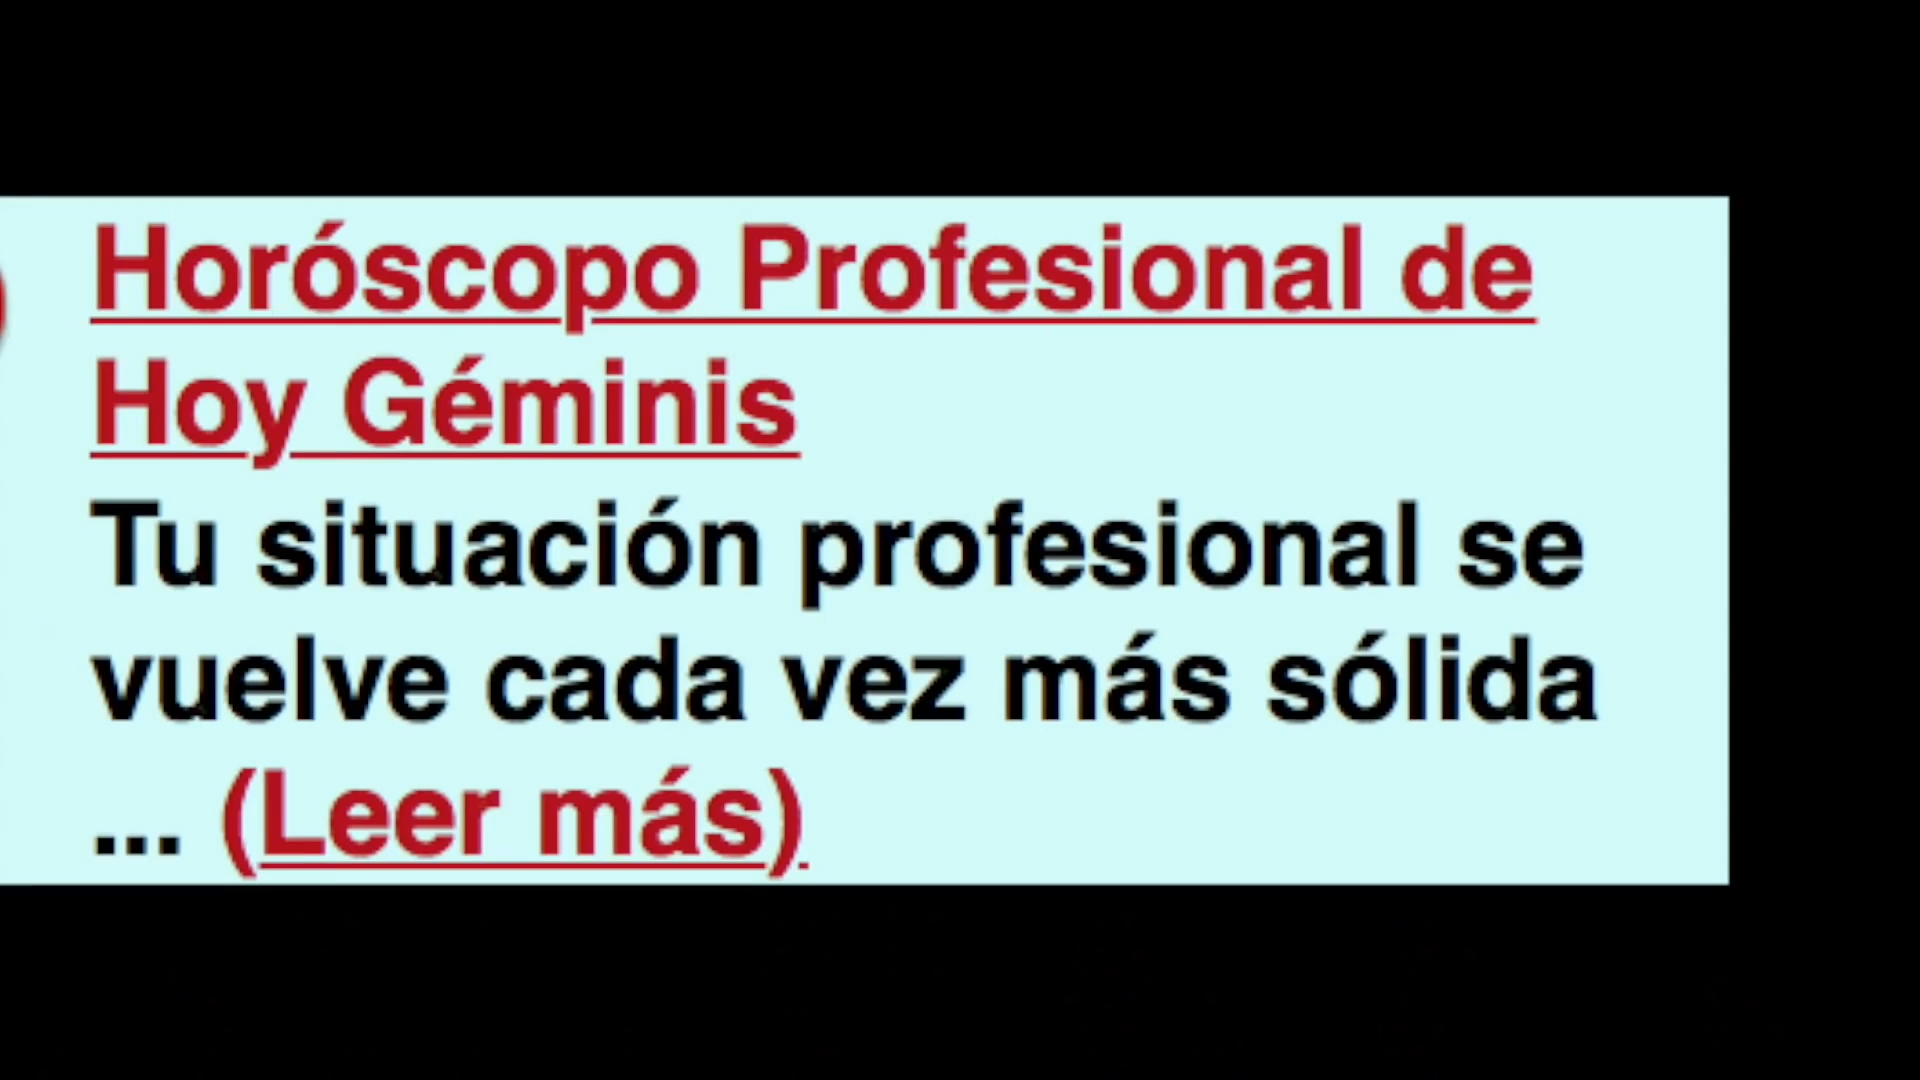 Horóscopo Profesional de
Hoy Géminis
Tu situación profesional se
vuelve cada vez más sólida
... (Leer más)